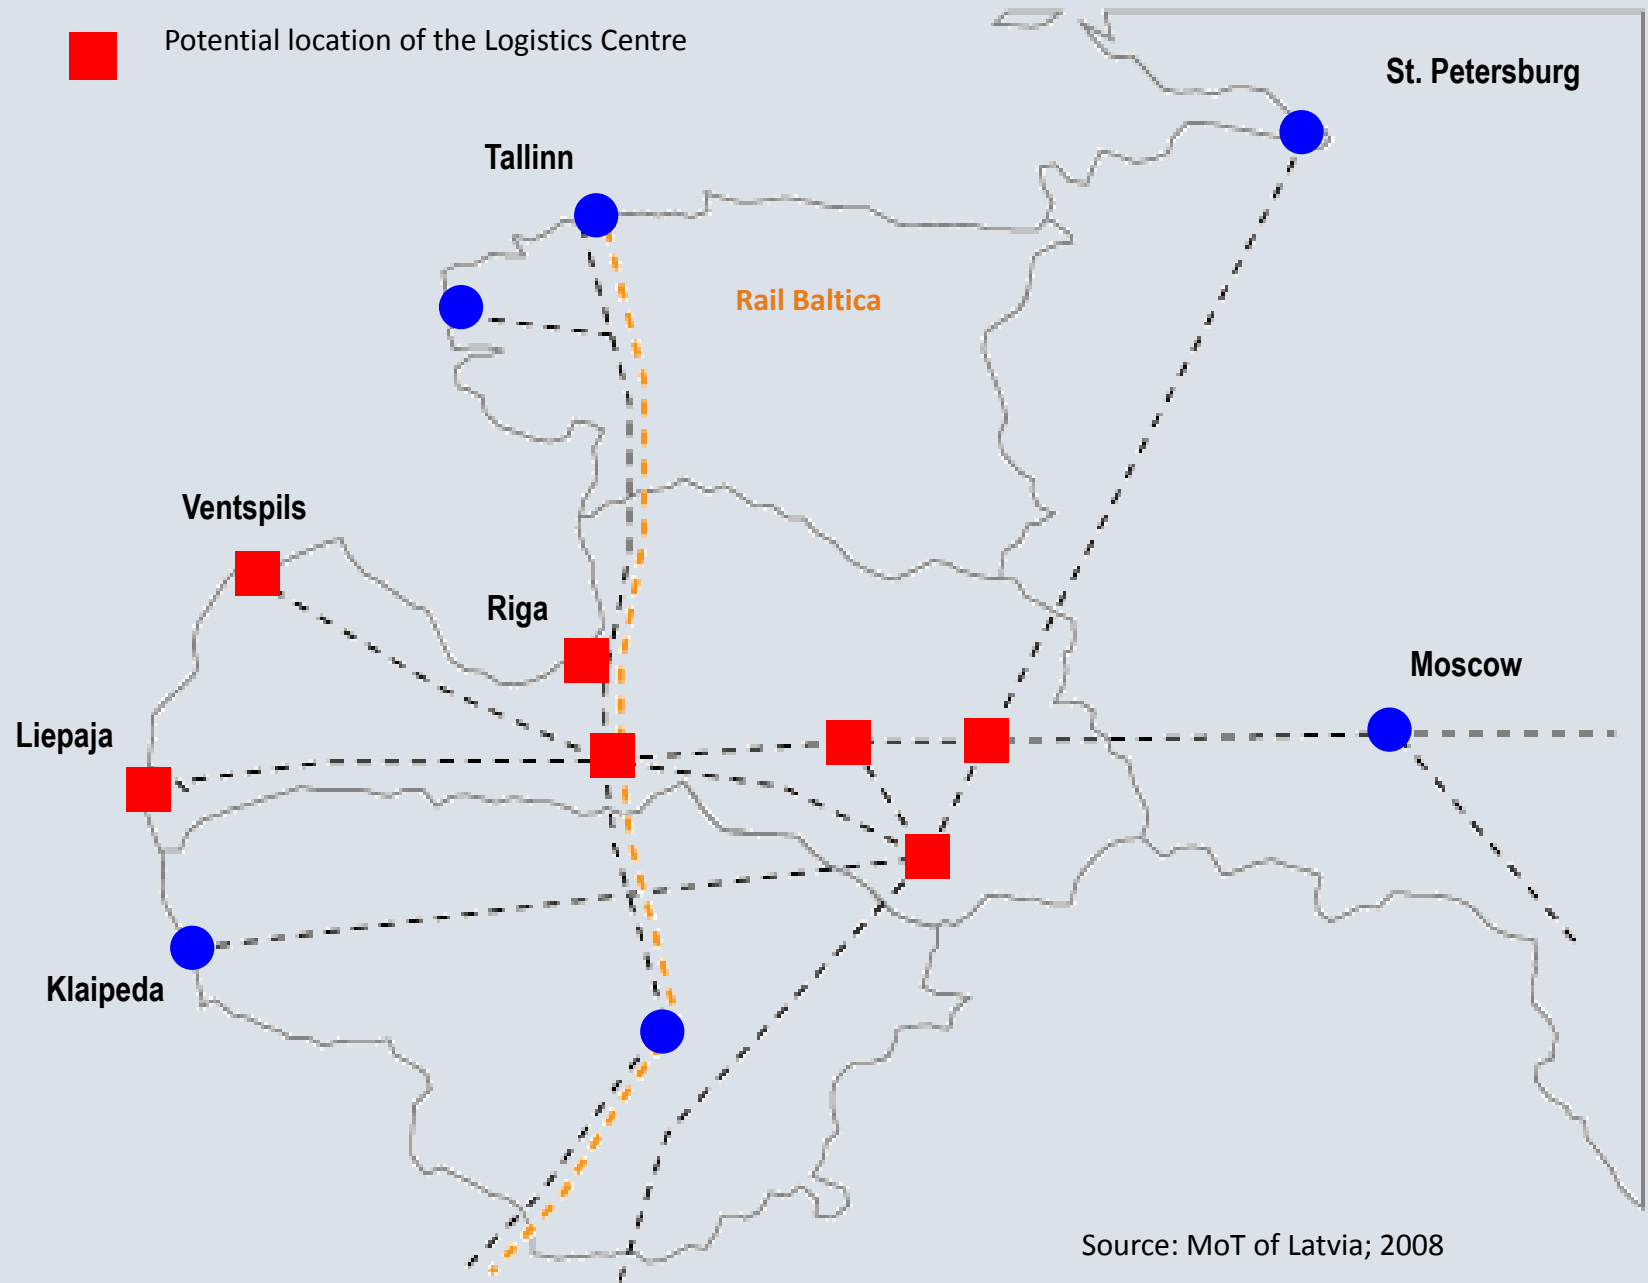 Potential location of the Logistics Centre
St. Petersburg
Tallinn
Rail Baltica
Ventspils
Riga
Moscow
Liepaja
Klaipeda
Source: MoT of Latvia; 2008